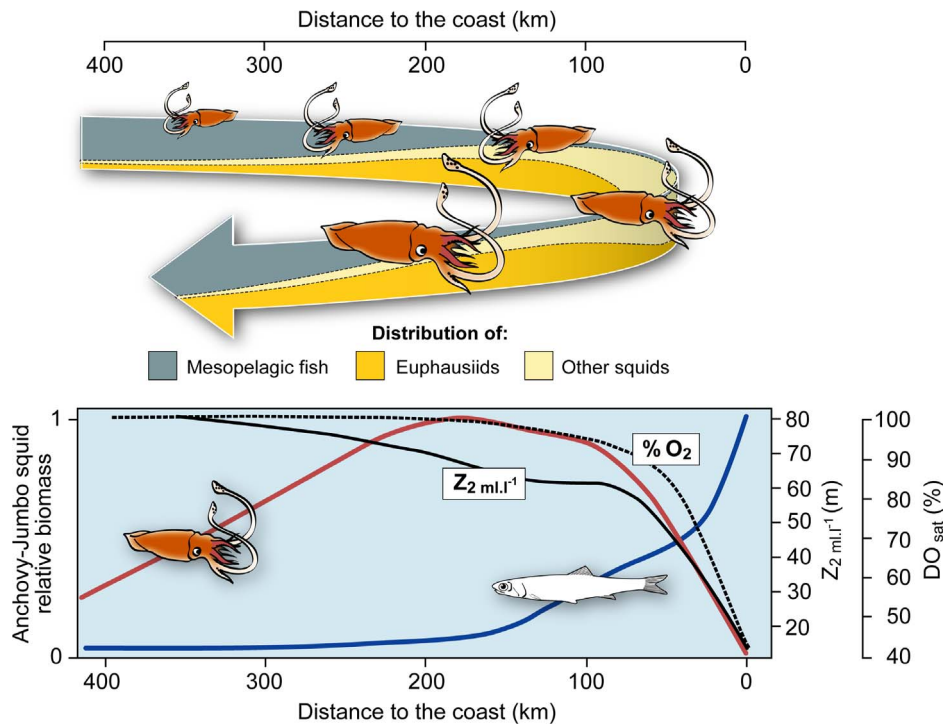 Distance to the coast (km)
400 300 200 100 0
Distribution of:
Mesopelagic fish Euphausiids Other squids
Anchovy-Jumbo squid
relative biomass
1
0
% O2
Z2 ml.l-1
80
70
60
50
40
30
20
Z2 ml.l-1 (m)
100
90
80
70
60
50
40
DO sat (%)
400 300 200 100 0
Distance to the coast (km)